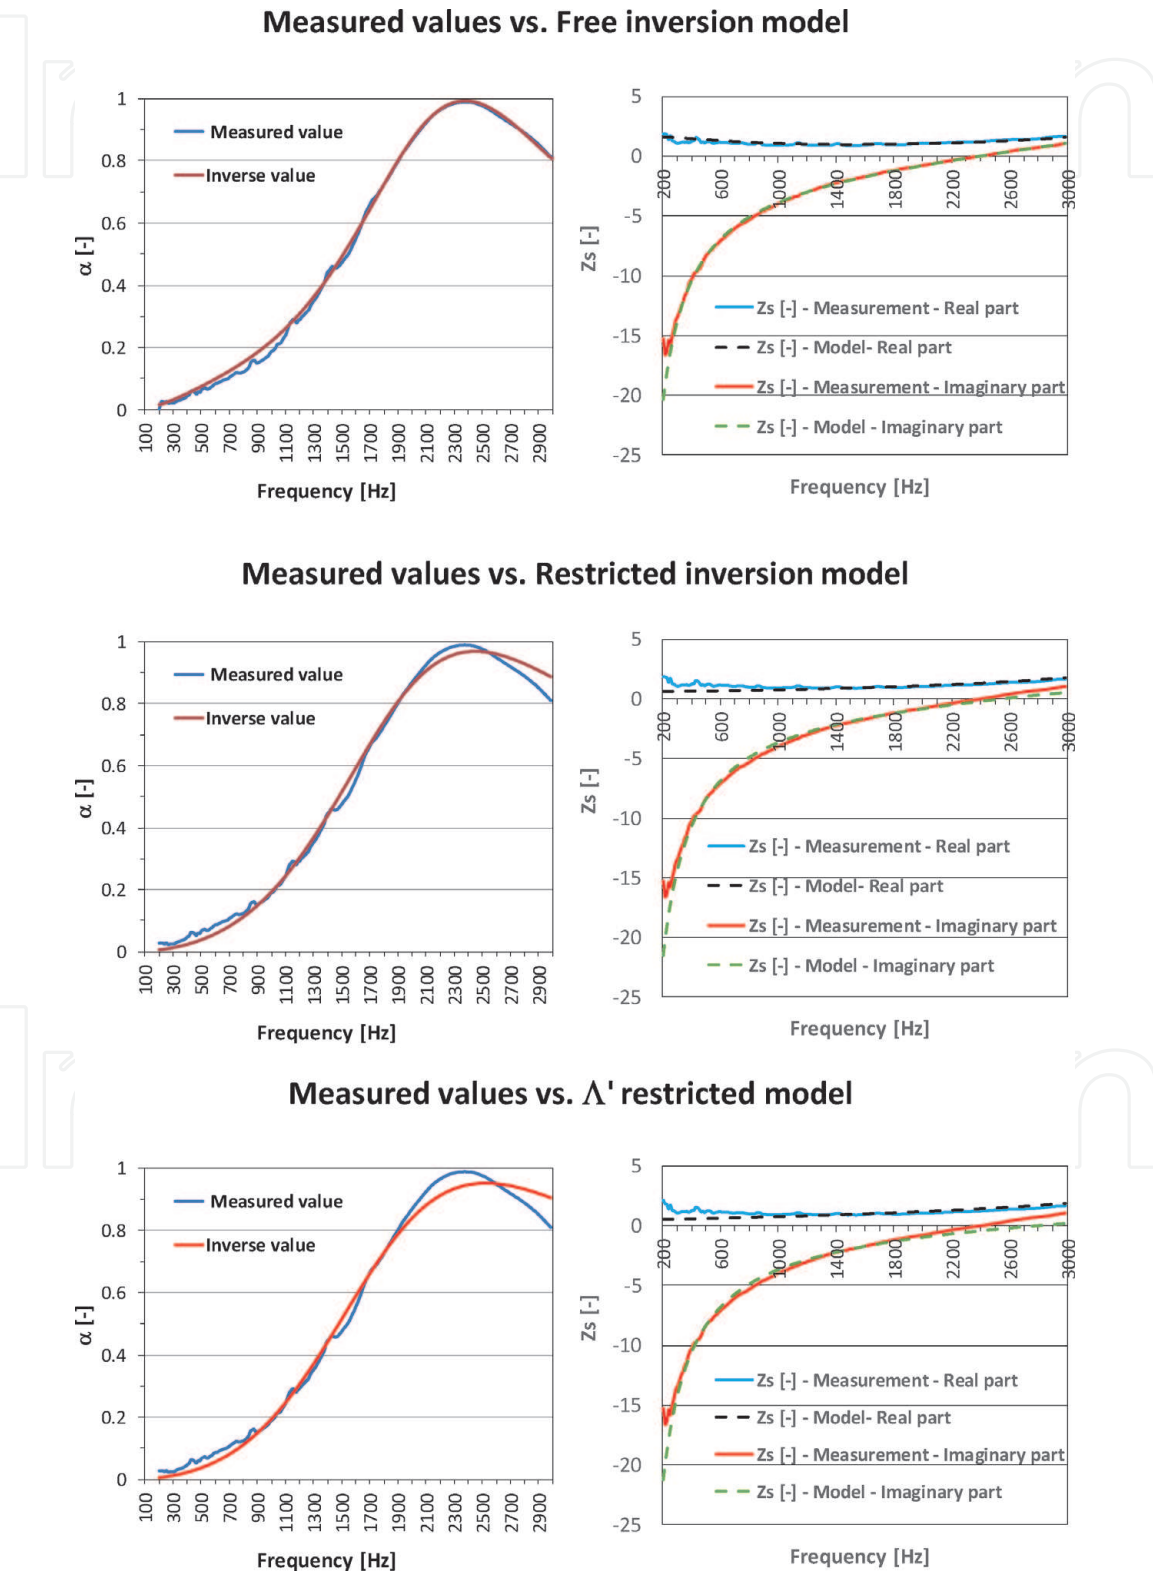 Measured values vs. Free inversion model
1
0.8
0.6
0.4
0.2
0
α [-]
Measured value
Inverse value
100 300 500 700 900 1100 1300 1500 1700 1900 2100 2300 2500 2700 2900
Frequency [Hz]
5
0
-5
-10
-15
-20
-25
Zs [-]
200 600 1000 1400 1800 2200 2600 3000
Zs [-] - Measurement - Real part
Zs [-] - Model- Real part
Zs [-] - Measurement - Imaginary part
Zs [-] - Model - Imaginary part
Frequency [Hz]
Measured values vs. Restricted inversion model
1
0.8
0.6
0.4
0.2
0
α [-]
Measured value
Inverse value
100 300 500 700 900 1100 1300 1500 1700 1900 2100 2300 2500 2700 2900
Frequency [Hz]
5
0
-5
-10
-15
-20
-25
Zs [-]
200 600 1000 1400 1800 2200 2600 3000
Zs [-] - Measurement - Real part
Zs [-] - Model- Real part
Zs [-] - Measurement - Imaginary part
Zs [-] - Model - Imaginary part
Frequency [Hz]
Measured values vs. Λ' restricted model
1
0.8
0.6
0.4
0.2
0
α [-]
Measured value
Inverse value
100 300 500 700 900 1100 1300 1500 1700 1900 2100 2300 2500 2700 2900
Frequency [Hz]
5
0
-5
-10
-15
-20
-25
Zs [-]
200 600 1000 1400 1800 2200 2600 3000
Zs [-] - Measurement - Real part
Zs [-] - Model- Real part
Zs [-] - Measurement - Imaginary part
Zs [-] - Model - Imaginary part
Frequency [Hz]